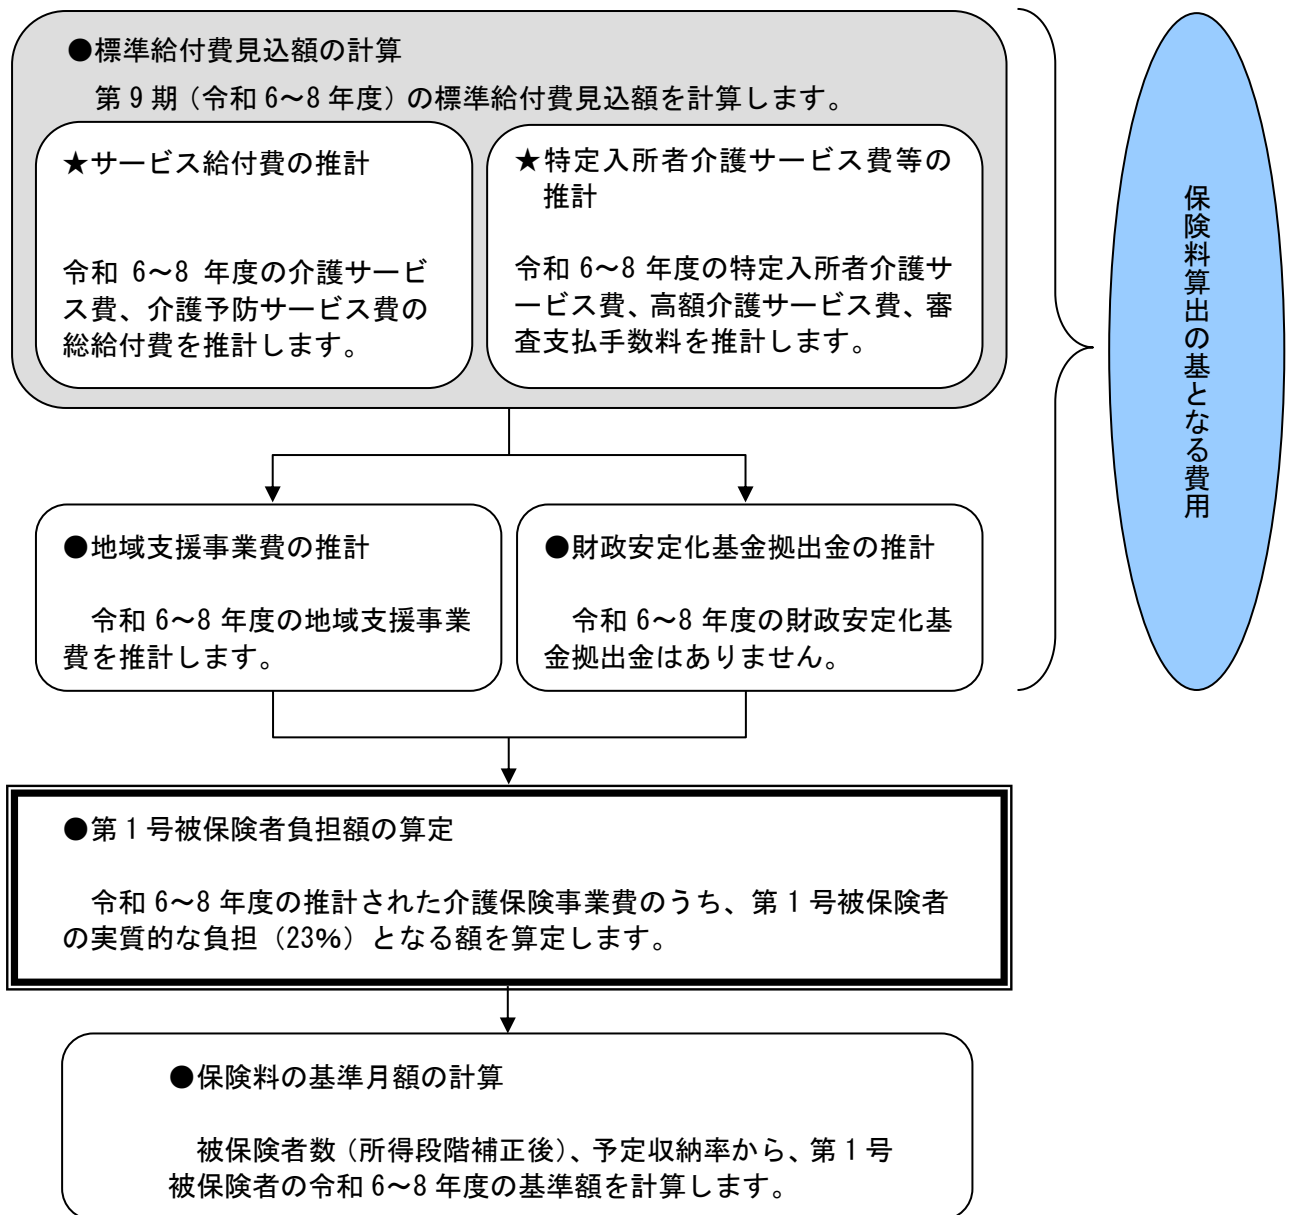 ●標準給付費見込額の計算
第9期（令和6～8年度）の標準給付費見込額を計算します。
★サービス給付費の推計
令和 6～8 年度の介護サービ
ス費、介護予防サービス費の
総給付費を推計します。
★特定入所者介護サービス費等の
推計
令和6～8年度の特定入所者介護サ
ービス費、高額介護サービス費、審
査支払手数料を推計します。
保険料算出の基となる費用
●地域支援事業費の推計
令和6～8年度の地域支援事業
費を推計します。
●財政安定化基金拠出金の推計
令和6～8年度の財政安定化基
金拠出金はありません。
●第1号被保険者負担額の算定
令和6～8年度の推計された介護保険事業費のうち、第1号被保険者
の実質的な負担（23%）となる額を算定します。
●保険料の基準月額の計算
被保険者数（所得段階補正後）、予定収納率から、第1号
被保険者の令和6～8年度の基準額を計算します。